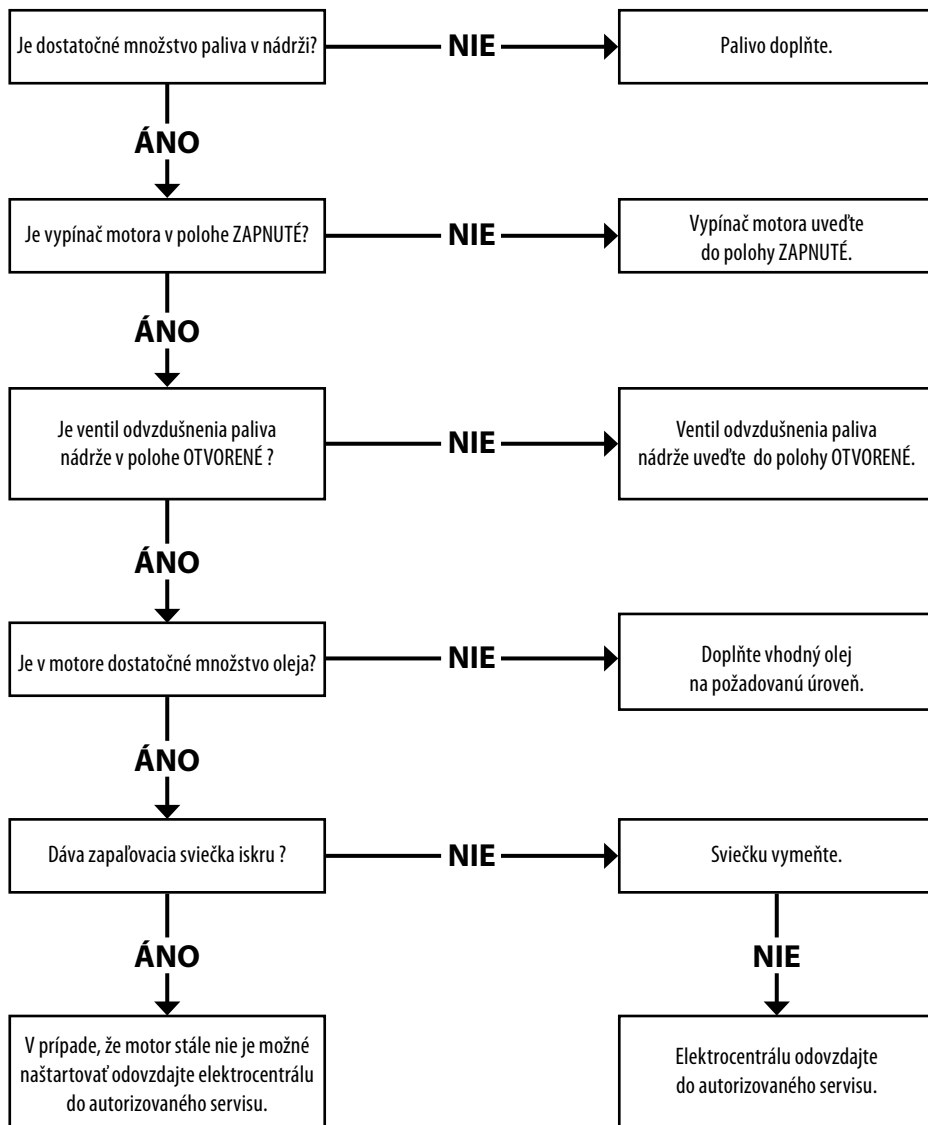 Je dostatočné množstvo paliva v nádrži?
NIE
Palivo doplňte.
ÁNO
Je vypínač motora v polohe ZAPNUTÉ?
NIE
Vypínač motora uveďte
do polohy ZAPNUTÉ.
ÁNO
Je ventil odvzdušnenia paliva
nádrže v polohe OTVORENÉ ?
NIE
Ventil odvzdušnenia paliva
nádrže uveďte do polohy OTVORENÉ.
ÁNO
Je v motore dostatočné množstvo oleja?
NIE
Doplňte vhodný olej
na požadovanú úroveň.
ÁNO
Dáva zapaľovacia sviečka iskru ?
NIE
Sviečku vymeňte.
ÁNO
NIE
V prípade, že motor stále nie je možné
naštartovať odovzdajte elektrocentrálu
do autorizovaného servisu.
Elektrocentrálu odovzdajte
do autorizovaného servisu.